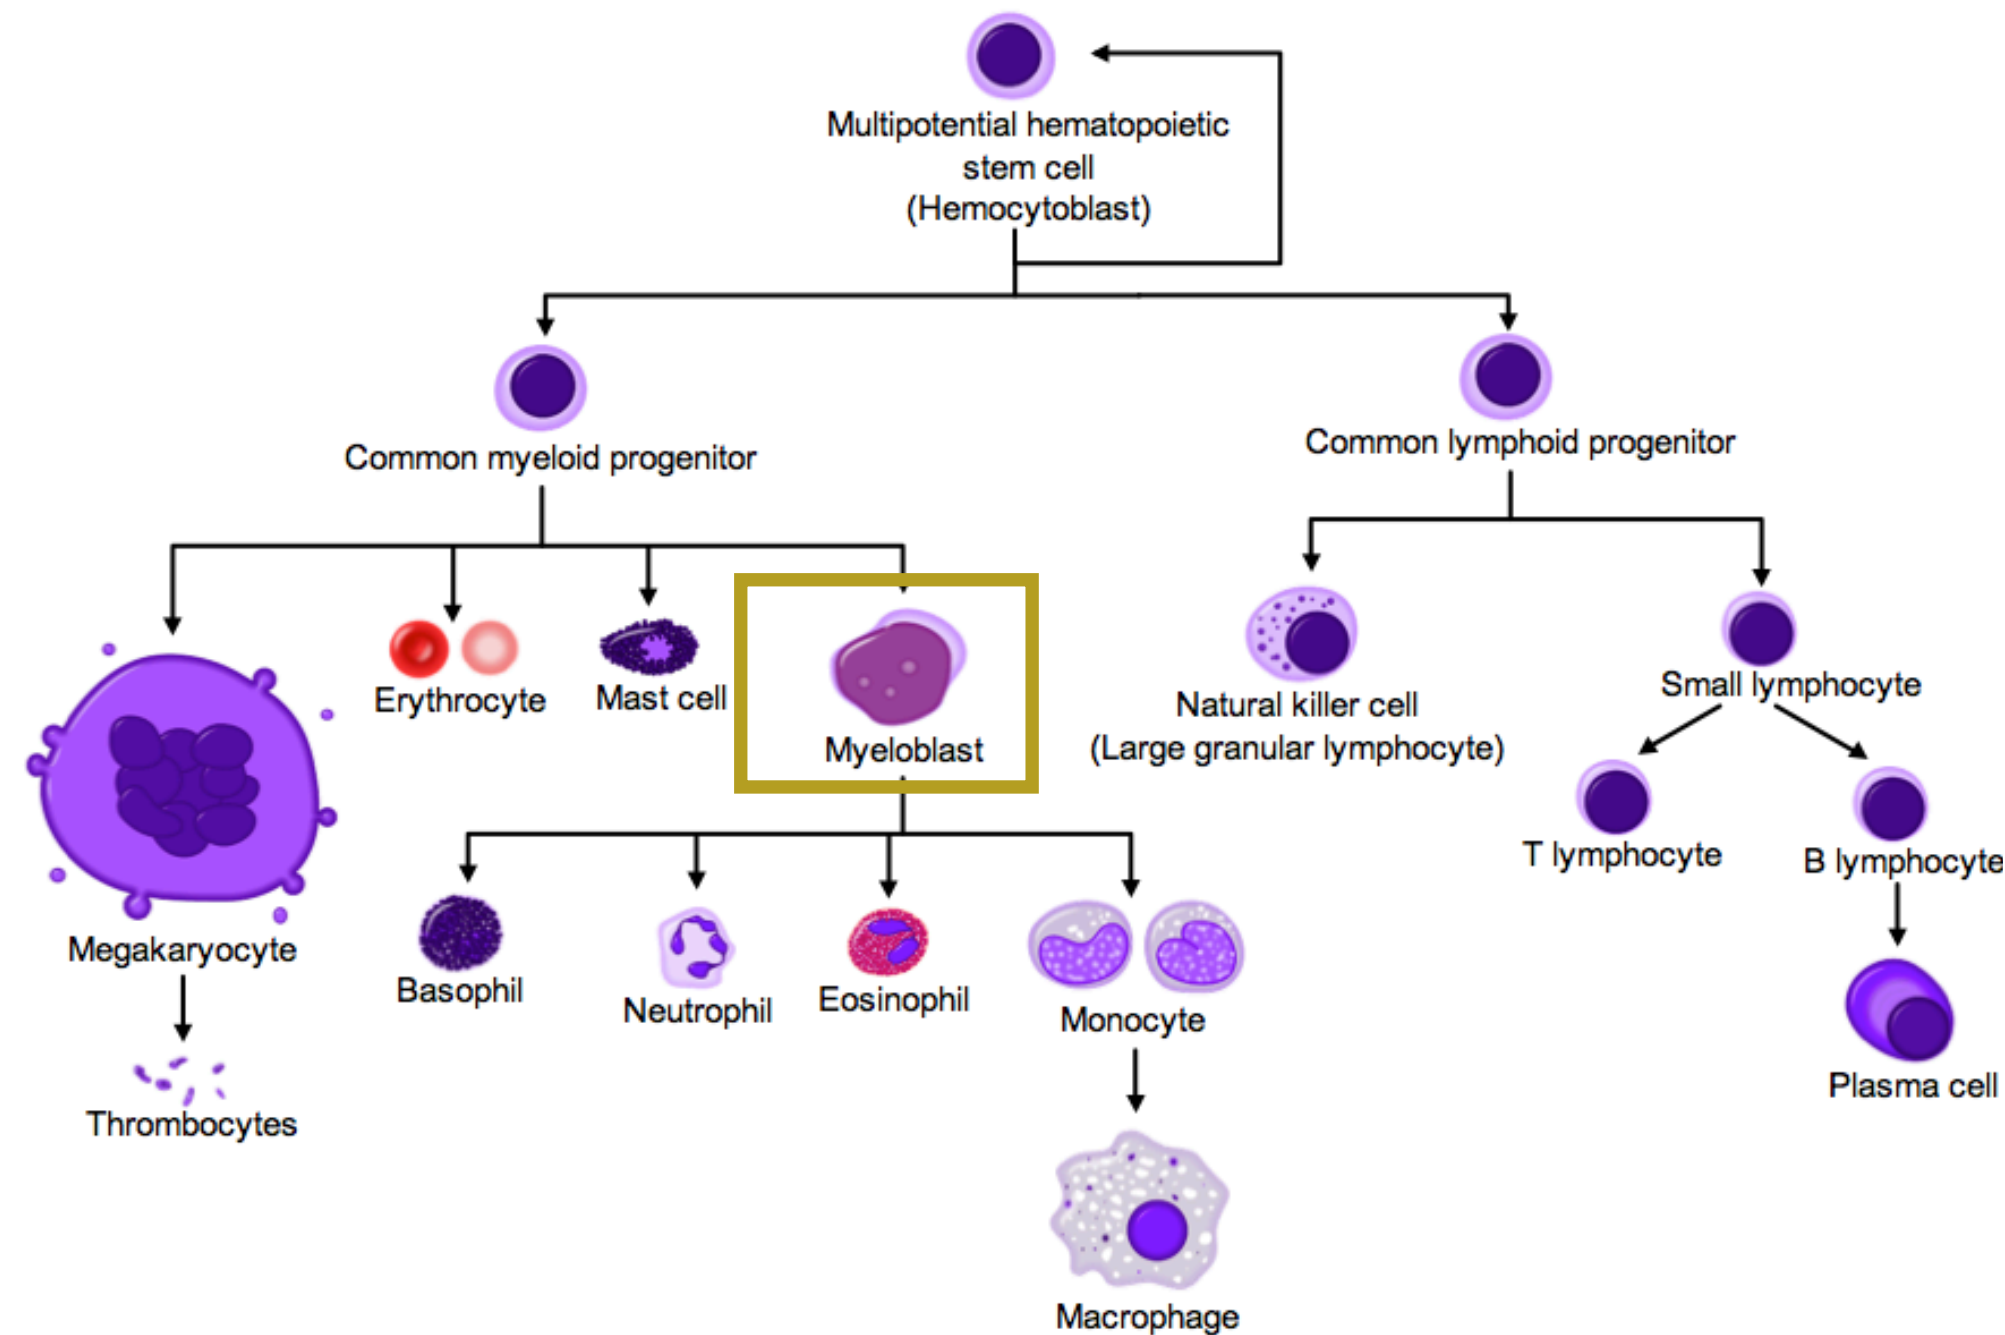 Multipotential hematopoietic
stem cell
(Hemocytoblast)
Common myeloid progenitor
Common lymphoid progenitor
Erythrocyte
Mast cell
Myeloblast
Natural killer cell
(Large granular lymphocyte)
Small lymphocyte
T lymphocyte
B lymphocyte
Megakaryocyte
Basophil
Neutrophil
Eosinophil
Monocyte
Plasma cell
Thrombocytes
Macrophage